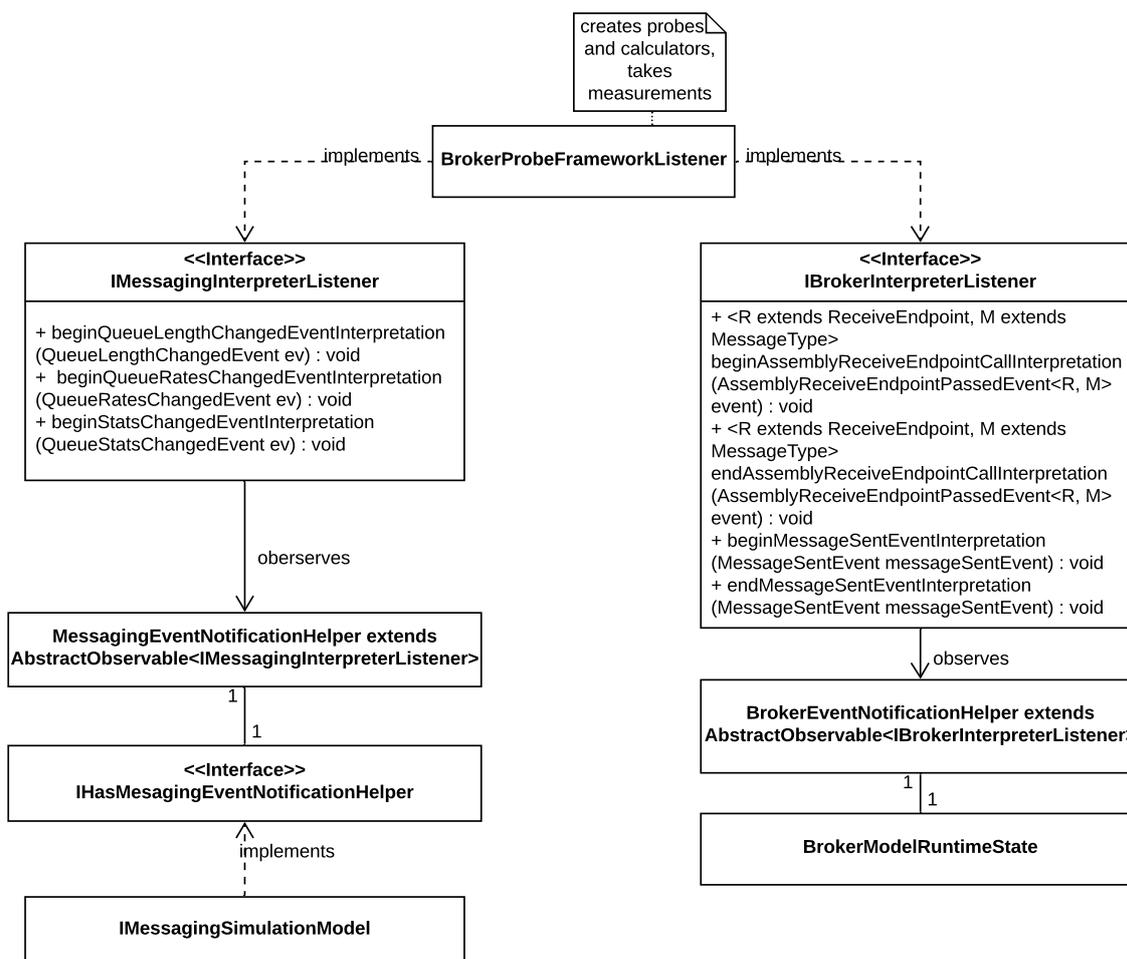 creates probes
and calculators,
takes
measurements
implements
BrokerProbeFrameworkListener
implements
<<Interface>>
IMessagingInterpreterListener
+ beginQueueLengthChangedEventInterpretation
(QueueLengthChangedEvent ev) : void
+  beginQueueRatesChangedEventInterpretation
(QueueRatesChangedEvent ev) : void
+ beginStatsChangedEventInterpretation
(QueueStatsChangedEvent ev) : void
oberserves
MessagingEventNotificationHelper extends
AbstractObservable<IMessagingInterpreterListener>
1
1
<<Interface>>
IHasMesagingEventNotificationHelper
implements
IMessagingSimulationModel
<<Interface>>
IBrokerInterpreterListener
+ <R extends ReceiveEndpoint, M extends
MessageType>
beginAssemblyReceiveEndpointCallInterpretation
(AssemblyReceiveEndpointPassedEvent<R, M>
event) : void
+ <R extends ReceiveEndpoint, M extends
MessageType>
endAssemblyReceiveEndpointCallInterpretation
(AssemblyReceiveEndpointPassedEvent<R, M>
event) : void
+ beginMessageSentEventInterpretation
(MessageSentEvent messageSentEvent) : void
+ endMessageSentEventInterpretation
(MessageSentEvent messageSentEvent) : void
observes
BrokerEventNotificationHelper extends
AbstractObservable<IBrokerInterpreterListener>
1
1
BrokerModelRuntimeState